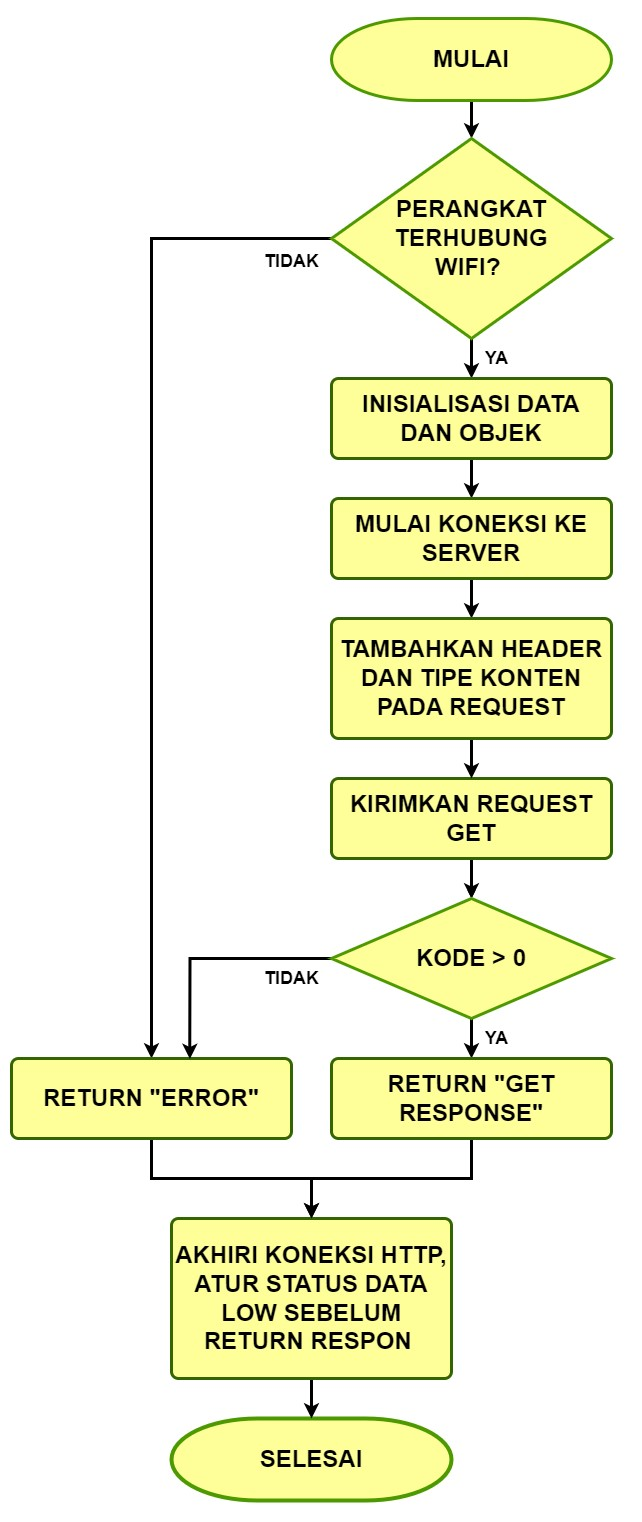 MULAI
PERANGKAT
TERHUBUNG
WIFI?
TIDAK
YA
INISIALISASI DATA
DAN OBJEK
MULAI KONEKSI KE
SERVER
TAMBAHKAN HEADER
DAN TIPE KONTEN
PADA REQUEST
KIRIMKAN REQUEST
GET
KODE > 0
TIDAK
YA
RETURN "ERROR"
RETURN "GET
RESPONSE"
AKHIRI KONEKSI HTTP,
ATUR STATUS DATA
LOW SEBELUM
RETURN RESPON
SELESAI